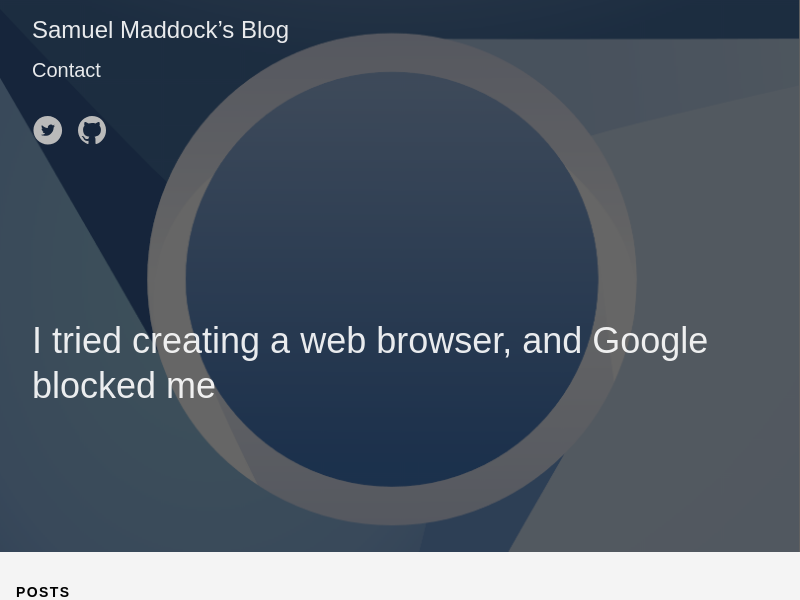 Samuel Maddock’s Blog
Contact
I tried creating a web browser, and Google
blocked me
POSTS